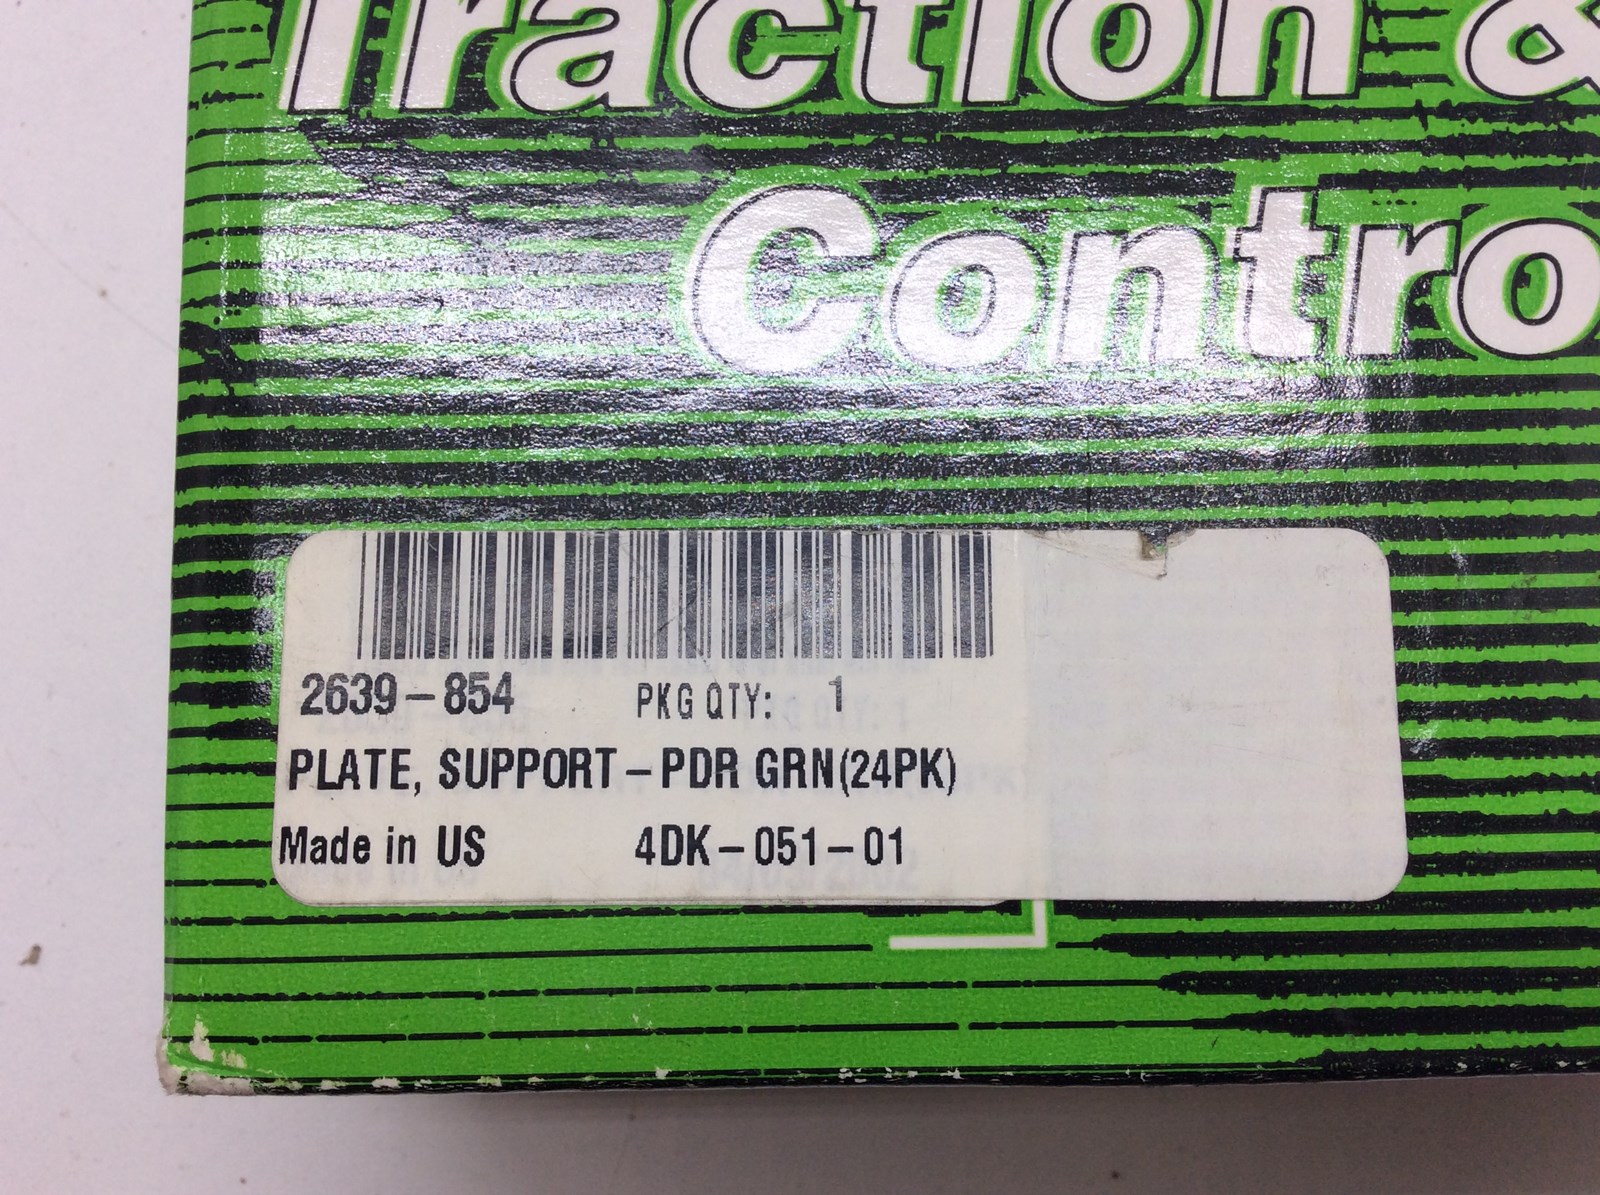 Traction &
Contro
2639-854 PKG QTY: 1
PLATE, SUPPORT-PDR GRN(24PK)
Made in US 4DK-051-01